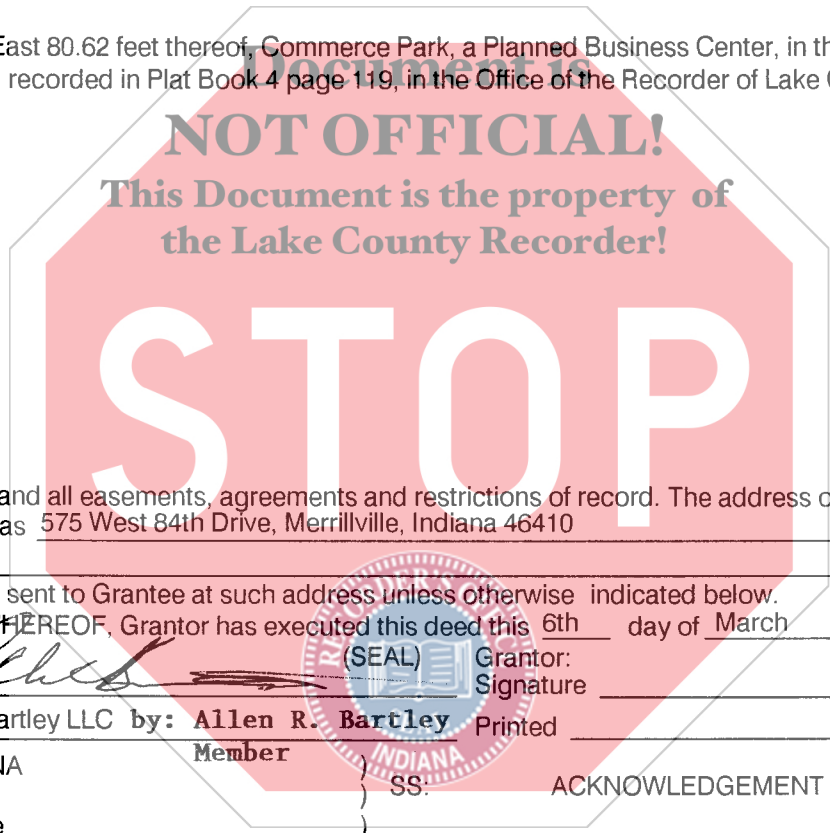 East 80.62 feet thereof, Commerce Park, a Planned Business Center, in th
recorded in Plat Book 4 page 119, in the Office of the Recorder of Lake
Document is
NOT OFFICIAL!
This Document is the property of
the Lake County Recorder!
STOP
and all easements, agreements and restrictions of record. The address o
as 575 West 84th Drive, Merrillville, Indiana 46410
sent to Grantee at such address unless otherwise indicated below.
HEREOF, Grantor has executed this deed this 6th day of March
(SEAL) Grantor:
Signature
artley LLC by: Allen R. Bartley Printed
Member
NA
) SS: ACKNOWLEDGEMENT
RECORDER'S OFFICE
INDIANA